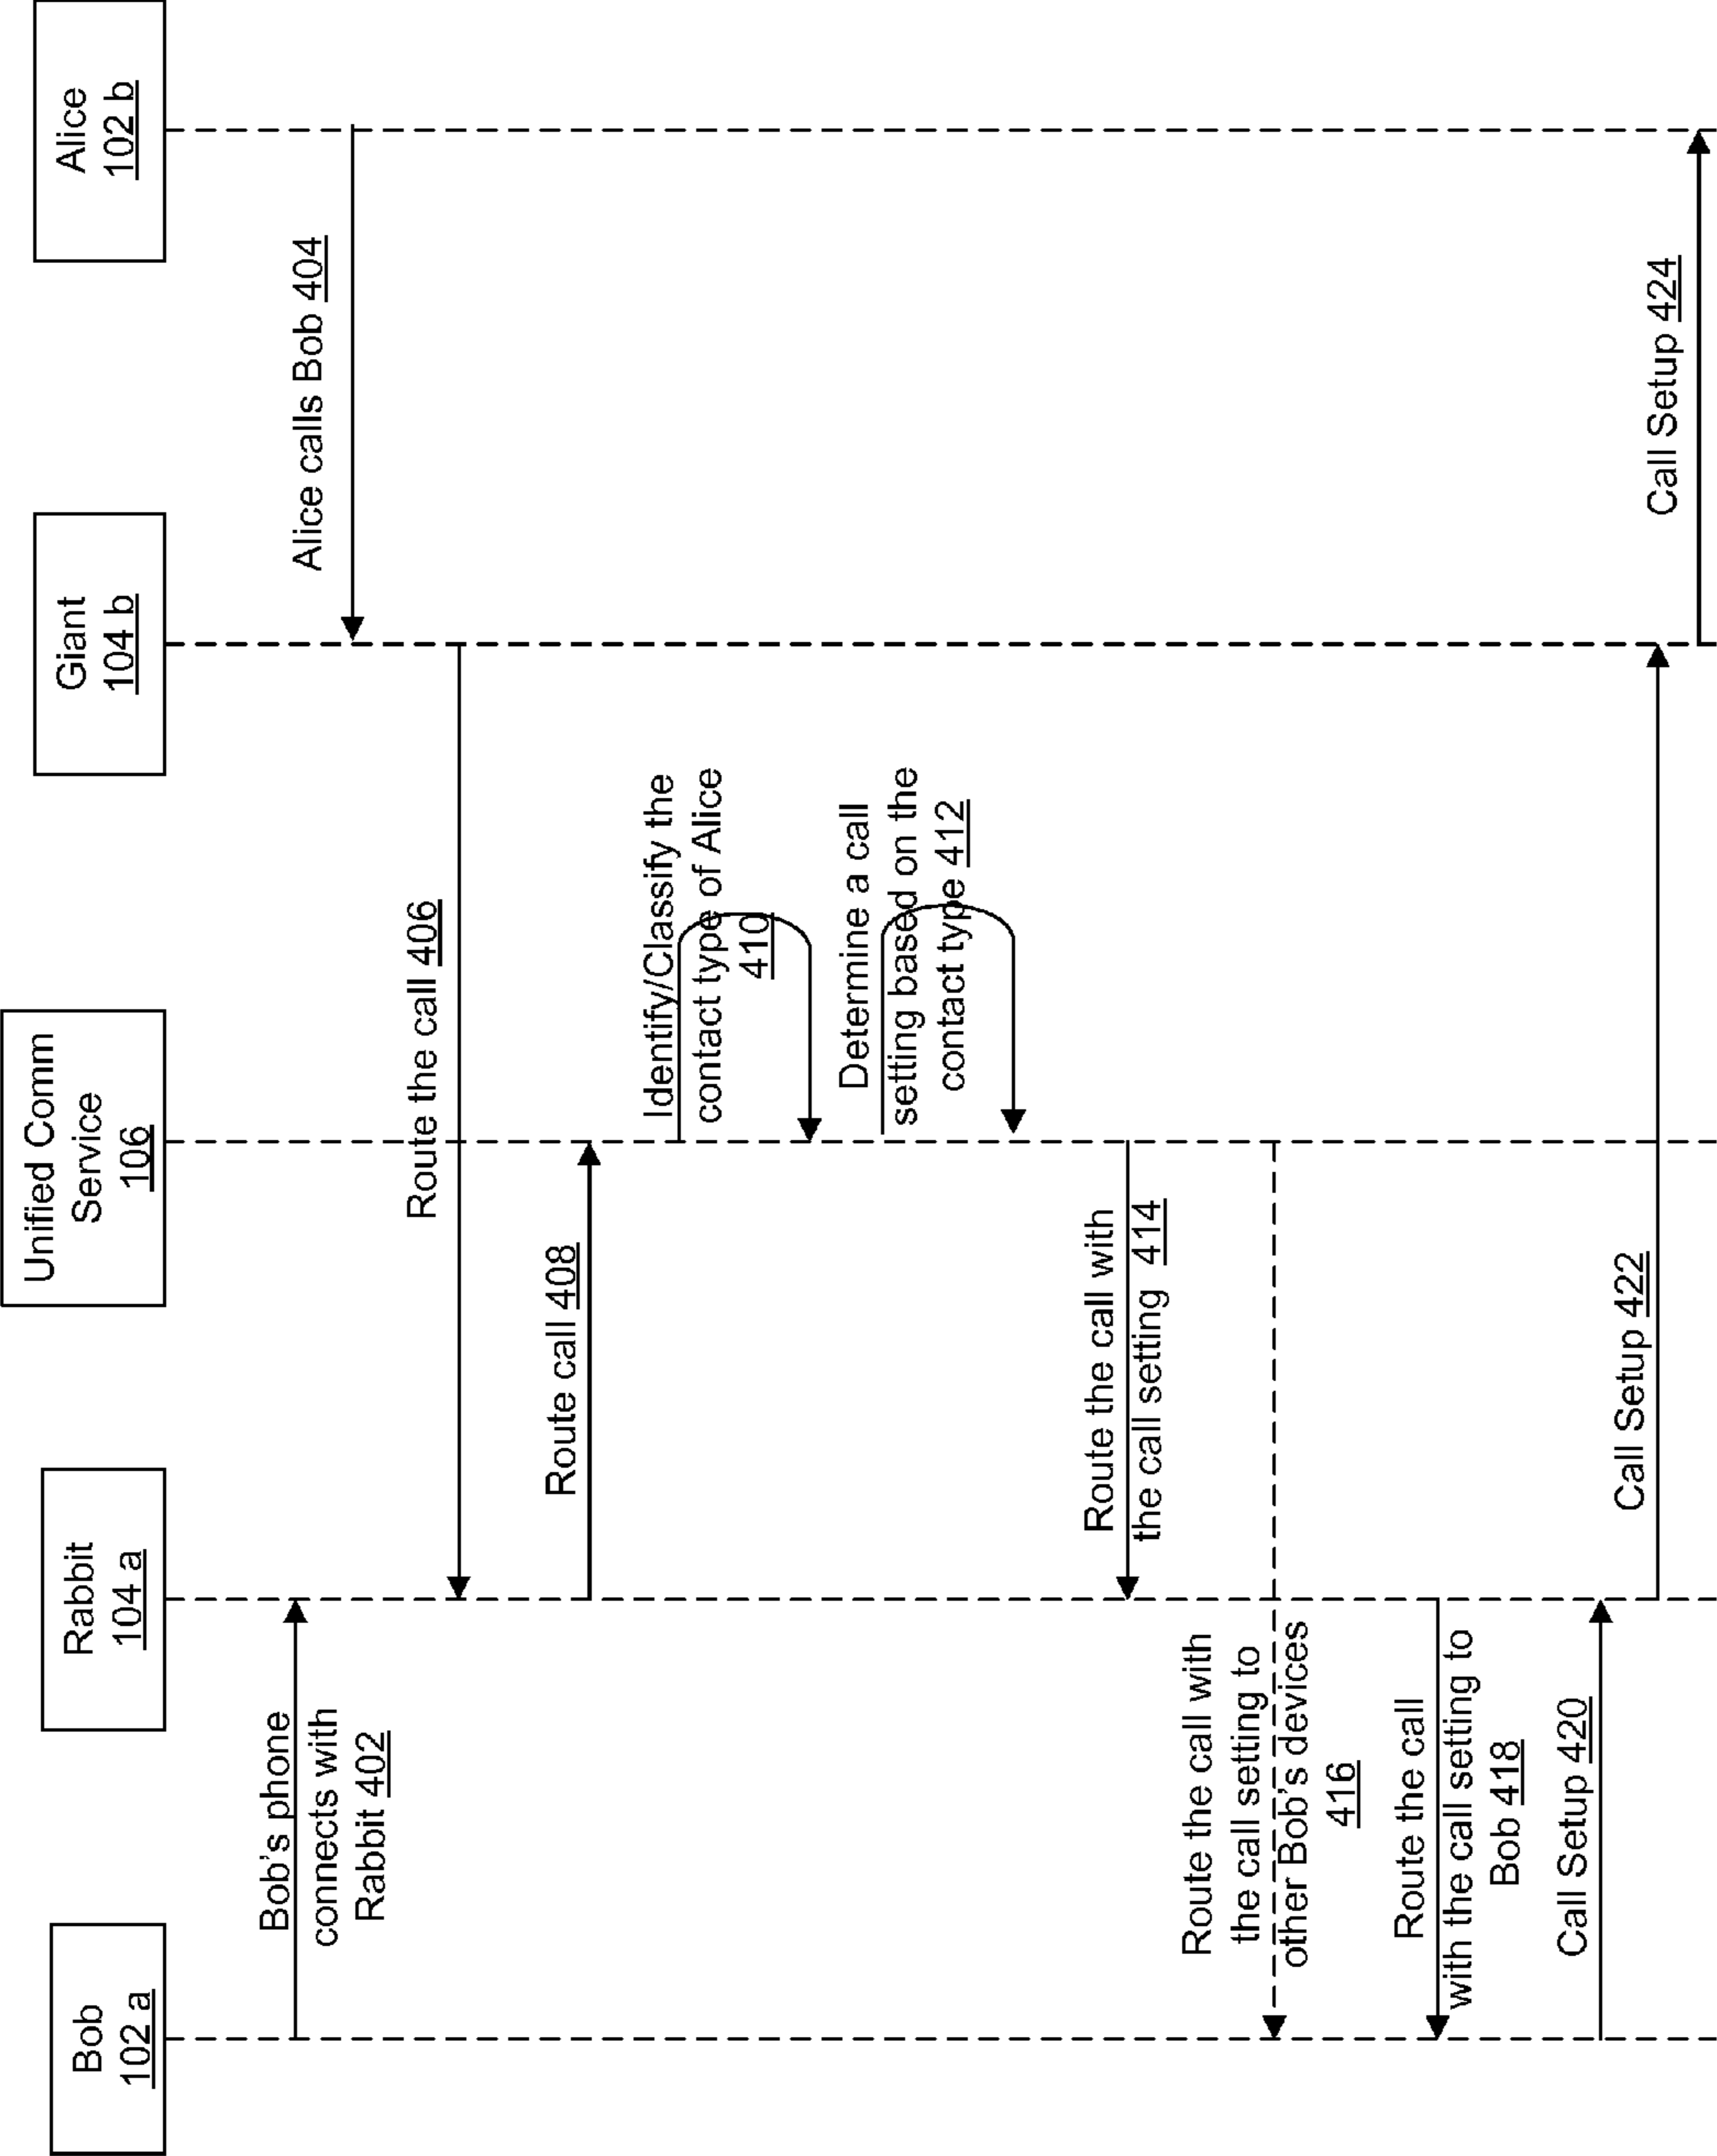 Bob
102 a
Rabbit
104 a
Unified Comm
Service
106
Giant
104 b
Alice
102 b
Bob's phone
connects with
Rabbit 402
Alice calls Bob 404
Route the call 406
Route call 408
Identify/Classify the
contact type of Alice
410
Determine a call
setting based on the
contact type 412
Route the call with
the call setting 414
Route the call with
the call setting to
other Bob's devices
416
Route the call
with the call setting to
Bob 418
Call Setup 420
Call Setup 422
Call Setup 424